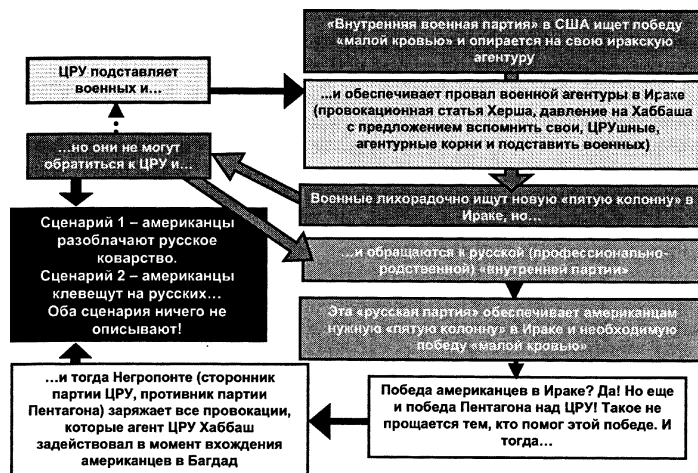 «Внутренняя военная партия» в США ищет победу
«малой кровью» и опирается на свою иракскую
агентуру
ЦРУ подставляет
военных и…
...и обеспечивает провал военной агентуры в Ираке
(провокационная статья Херша, давление на Хаббаша
с предложением вспомнить свои, ЦРУшные,
агентурные корни и подставить военных)
...но они не могут
обратиться к ЦРУ и…
Военные лихорадочно ищут новую «пятую колонну» в
Ираке, но…
Сценарий 1 – американцы
разоблачают русское
коварство.
Сценарий 2 – американцы
клевещут на русских…
Оба сценария ничего не
описывают!
...и обращаются к русской (профессионально-
родственной) «внутренней партии»
Эта «русская партия» обеспечивает американцам
нужную «пятую колонну» в Ираке и необходимую
победу «малой кровью»
...и тогда Негропонте (сторонник
партии ЦРУ, противник партии
Пентагона) заряжает все провокации,
которые агент ЦРУ Хаббаш
задействовал в момент вхождения
американцев в Багдад
Победа американцев в Ираке? Да! Но еще
и победа Пентагона над ЦРУ! Такое не
прощается тем, кто помог этой победе. И
тогда…